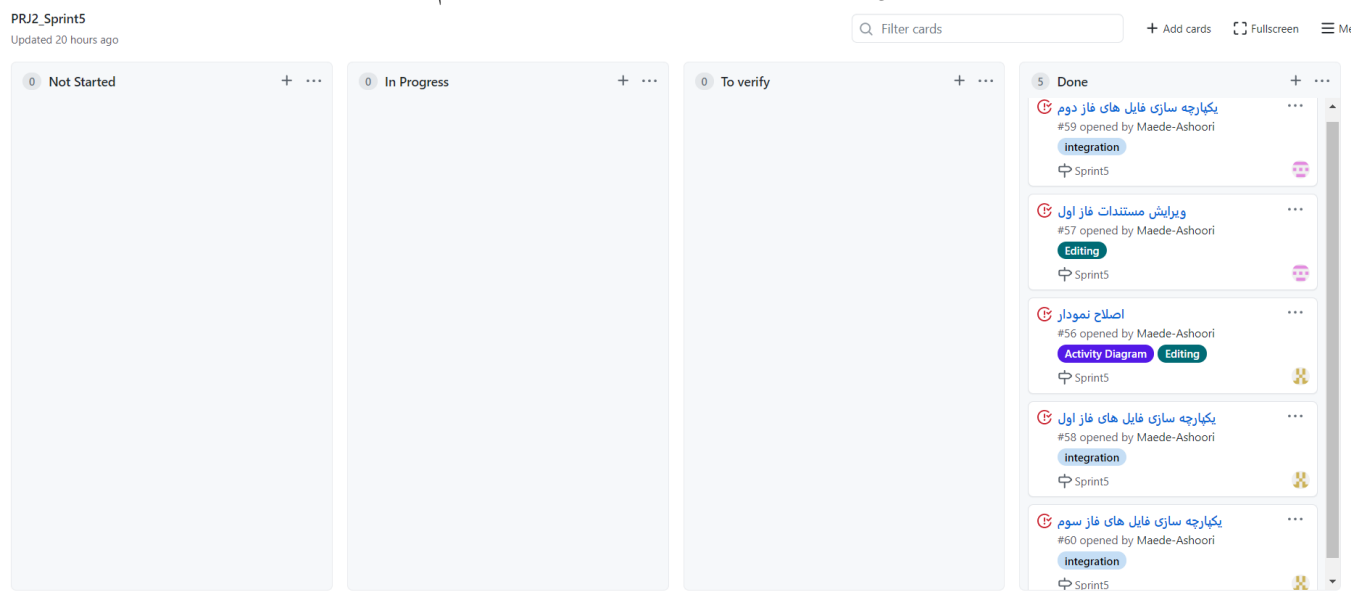 PRJ2_Sprint5
Updated 20 hours ago
Filter cards
+ Add cards
Fullscreen
0 Not Started
0 In Progress
0 To verify
5 Done
یکپارچه سازی فایل های فاز دوم
#59 opened by Maede-Ashoori
integration
Sprint5
ویرایش مستندات فاز اول
#57 opened by Maede-Ashoori
Editing
Sprint5
اصلاح نمودار
#56 opened by Maede-Ashoori
Activity Diagram Editing
Sprint5
یکپارچه سازی فایل های فاز اول
#58 opened by Maede-Ashoori
integration
Sprint5
یکپارچه سازی فایل های فاز سوم
#60 opened by Maede-Ashoori
integration
Sprint5